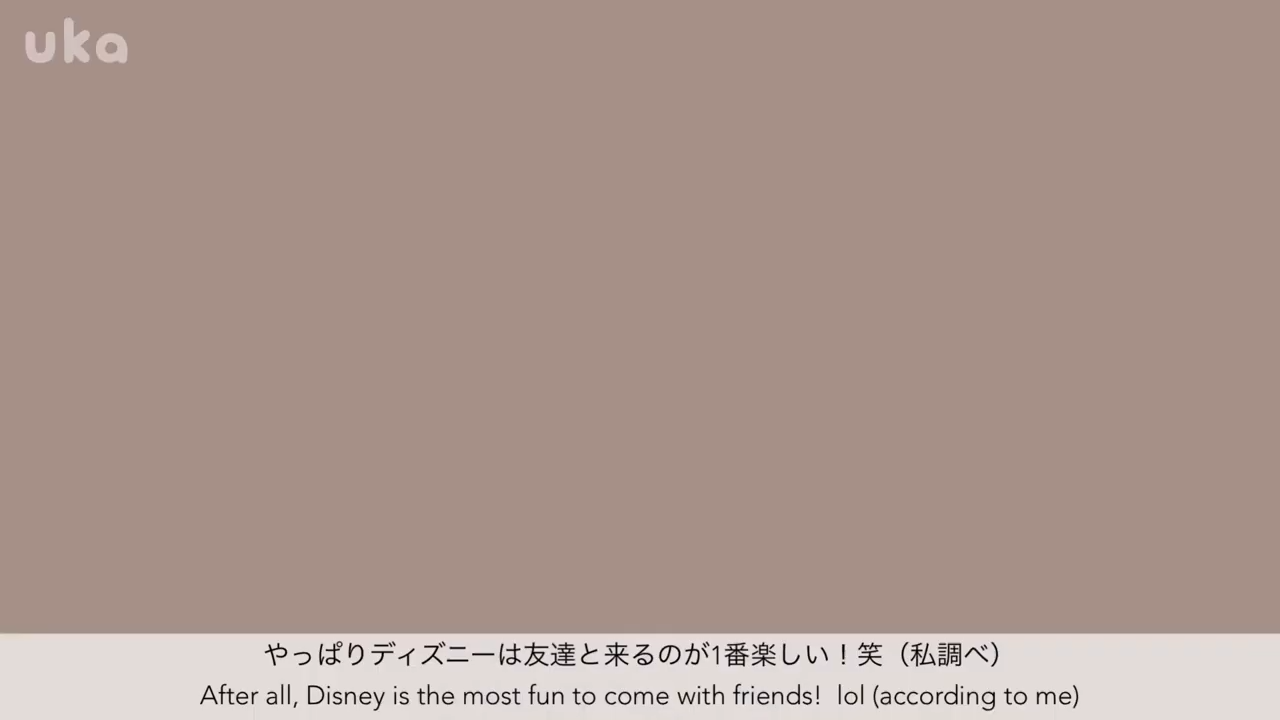 uka
やっぱりディズニーは友達と来るのが1番楽しい！笑（私調べ）
After all, Disney is the most fun to come with friends!  lol (according to me)